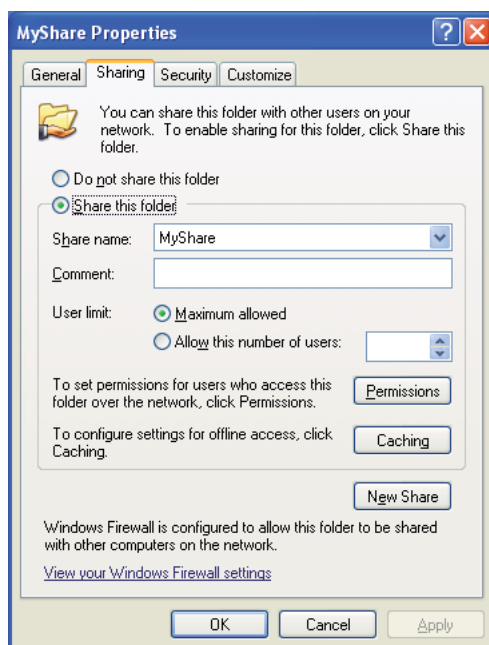 MyShare Properties
General Sharing Security Customize
You can share this folder with other users on your
network. To enable sharing for this folder, click Share this
folder.
Do not share this folder
Share this folder
Share name: MyShare
Comment:
User limit: Maximum allowed
Allow this number of users:
To set permissions for users who access this
folder over the network, click Permissions.
Permissions
To configure settings for offline access, click
Caching.
Caching
New Share
Windows Firewall is configured to allow this folder to be shared
with other computers on the network.
View your Windows Firewall settings
OK Cancel Apply